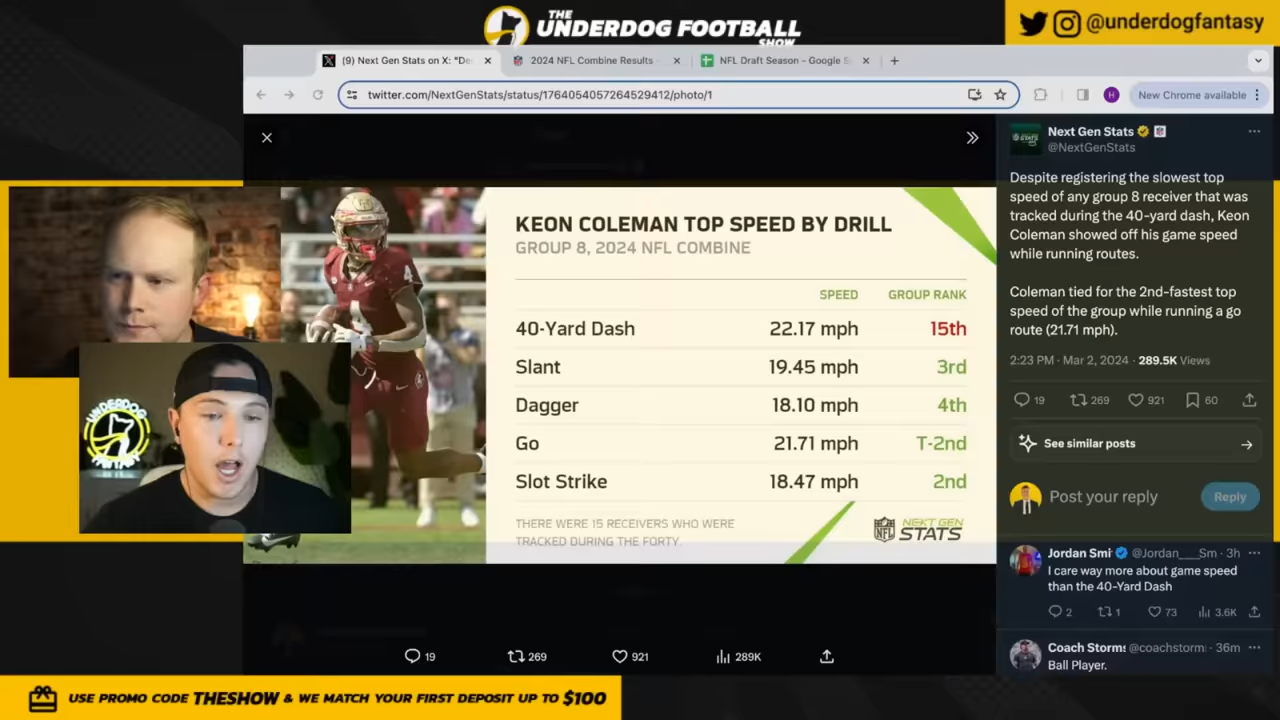 THE
UNDERDOG FOOTBALL
SHOW
@underdogfantasy
(9) Next Gen Stats on X: "De
2024 NFL Combine Results
NFL Draft Season - Google S
twitter.com/NextGenStats/status/1764054057264529412/photo/1
New Chrome available
H
Next Gen Stats
@NextGenStats
Despite registering the slowest top
speed of any group 8 receiver that was
tracked during the 40-yard dash, Keon
Coleman showed off his game speed
while running routes.
Coleman tied for the 2nd-fastest top
speed of the group while running a go
route (21.71 mph).
2:23 PM · Mar 2, 2024 · 289.5K Views
19 269 921 60
See similar posts
Post your reply
Reply
Jordan Smi @Jordan___Sm · 3h
I care way more about game speed
than the 40-Yard Dash
2 1 73 3.6K
Coach Storms @coachstorm · 36m
Ball Player.
KEON COLEMAN TOP SPEED BY DRILL
GROUP 8, 2024 NFL COMBINE
SPEED GROUP RANK
40-Yard Dash 22.17 mph 15th
Slant 19.45 mph 3rd
Dagger 18.10 mph 4th
Go 21.71 mph T-2nd
Slot Strike 18.47 mph 2nd
THERE WERE 15 RECEIVERS WHO WERE
TRACKED DURING THE FORTY.
NFL
NEXT GEN
STATS
4
UNDERDOG
FANTASY
19 269 921 289K
USE PROMO CODE THESHOW & WE MATCH YOUR FIRST DEPOSIT UP TO $100